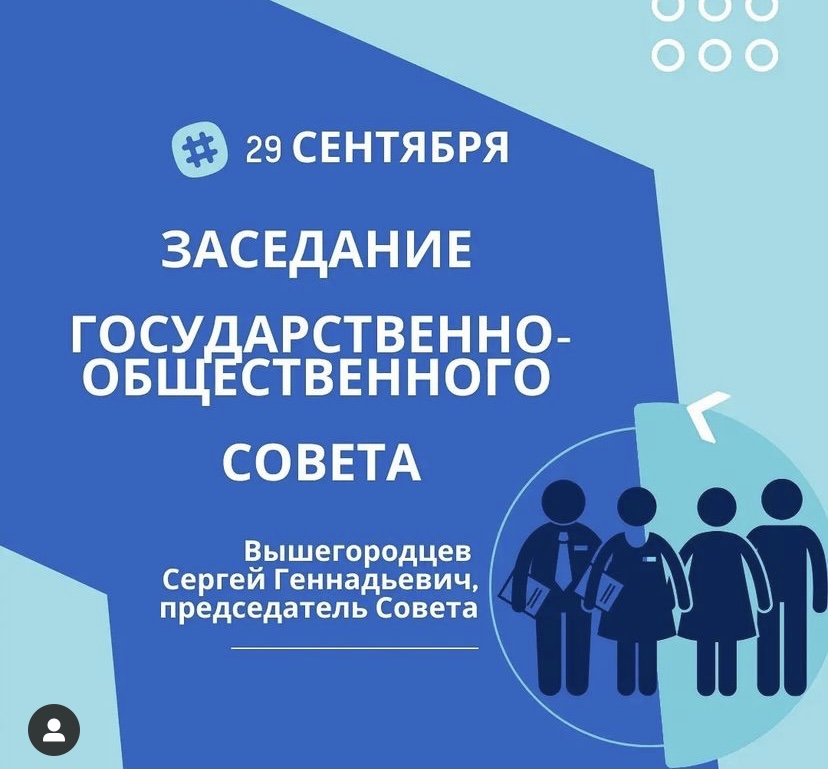 # 29 СЕНТЯБРЯ
ЗАСЕДАНИЕ
ГОСУДАРСТВЕННО-
ОБЩЕСТВЕННОГО
СОВЕТА
Вышегородцев
Сергей Геннадьевич,
председатель Совета